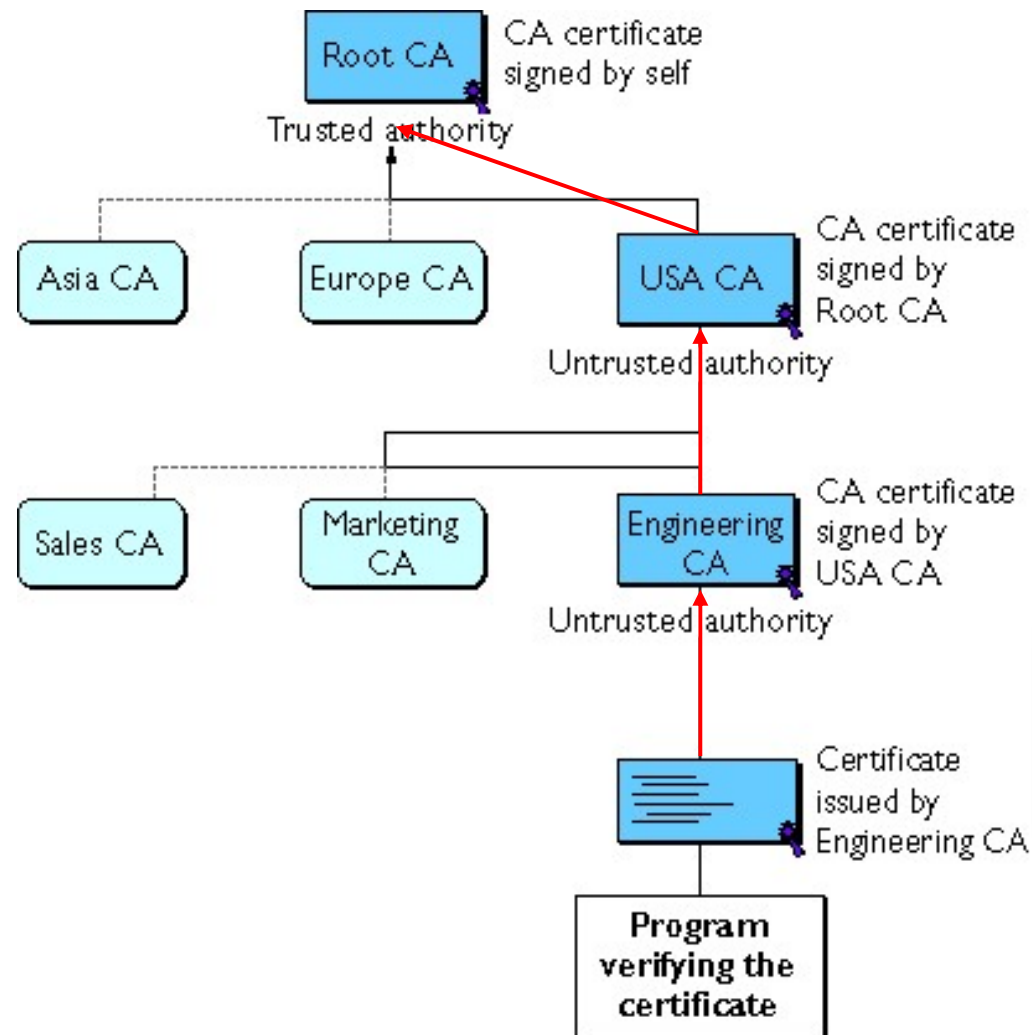 Root CA
CA certificate
signed by self
Trusted authority
Asia CA
Europe CA
USA CA
CA certificate
signed by
Root CA
Untrusted authority
Sales CA
Marketing
CA
Engineering
CA
CA certificate
signed by
USA CA
Untrusted authority
Certificate
issued by
Engineering CA
Program
verifying the
certificate